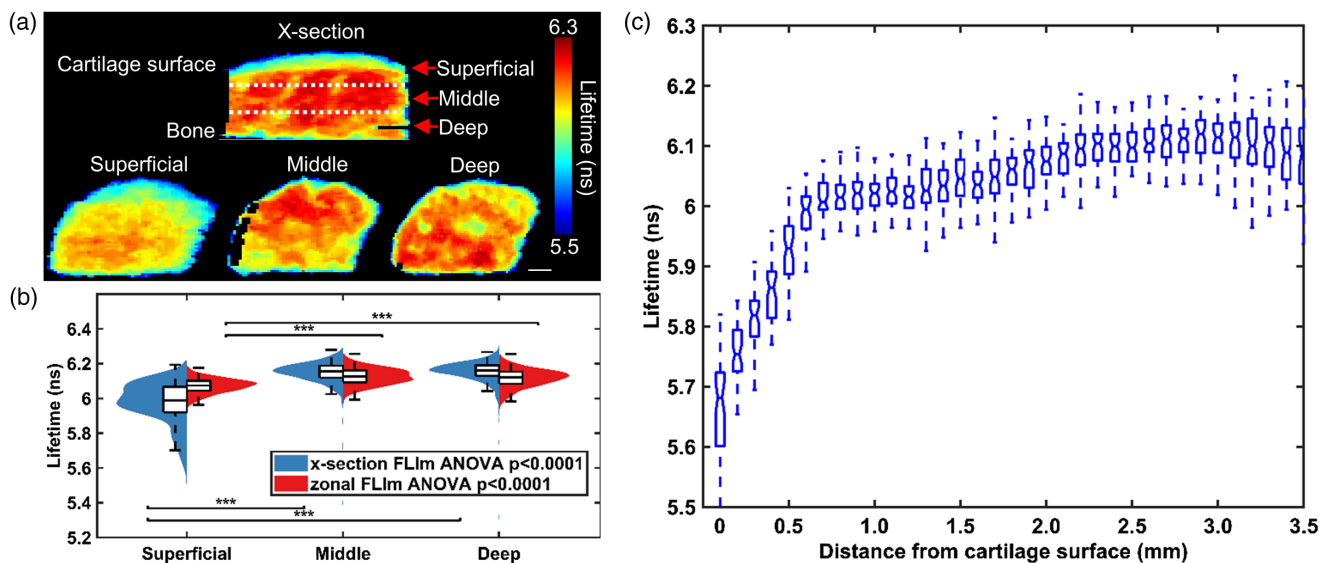 (a)
X-section
6.3
Cartilage surface
Superficial
Middle
Bone
Deep
Lifetime (ns)
Superficial
Middle
Deep
5.5
(b)
6.4
6.2
6
5.8
5.6
5.4
5.2
Lifetime (ns)
***
***
x-section FLIm ANOVA p<0.0001
zonal FLIm ANOVA p<0.0001
***
***
Superficial
Middle
Deep
(c)
6.3
6.2
6.1
6
5.9
5.8
5.7
5.6
5.5
Lifetime (ns)
0
0.5
1.0
1.5
2.0
2.5
3.0
3.5
Distance from cartilage surface (mm)